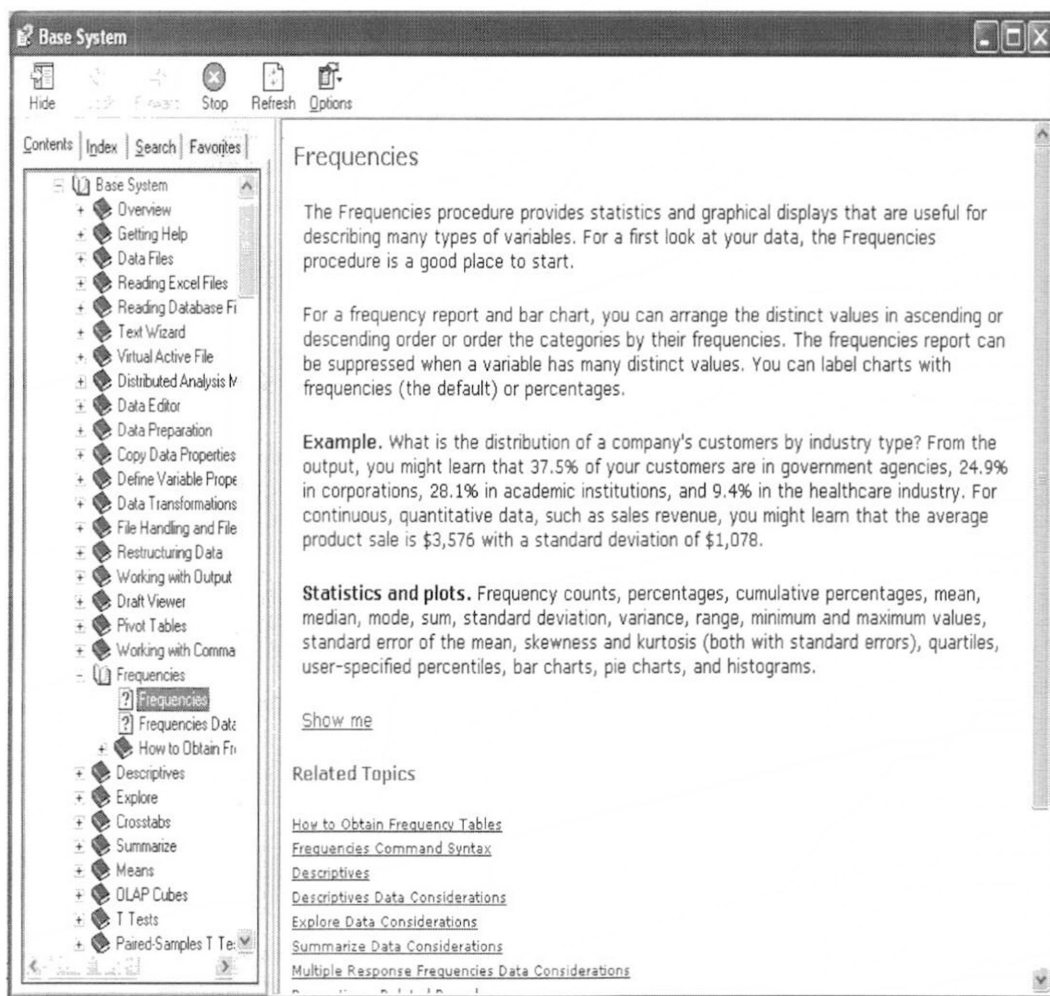 Base System
Hide Back Forward Stop Refresh Options
Contents Index Search Favorites
Base System
Overview
Getting Help
Data Files
Reading Excel Files
Reading Database Fi
Text Wizard
Virtual Active File
Distributed Analysis M
Data Editor
Data Preparation
Copy Data Properties
Define Variable Prope
Data Transformations
File Handling and File
Restructuring Data
Working with Output
Draft Viewer
Pivot Tables
Working with Comma
Frequencies
Frequencies
Frequencies Data
How to Obtain Fre
Descriptives
Explore
Crosstabs
Summarize
Means
OLAP Cubes
T Tests
Paired-Samples T Te
Frequencies
The Frequencies procedure provides statistics and graphical displays that are useful for
describing many types of variables. For a first look at your data, the Frequencies
procedure is a good place to start.
For a frequency report and bar chart, you can arrange the distinct values in ascending or
descending order or order the categories by their frequencies. The frequencies report can
be suppressed when a variable has many distinct values. You can label charts with
frequencies (the default) or percentages.
Example. What is the distribution of a company's customers by industry type? From the
output, you might learn that 37.5% of your customers are in government agencies, 24.9%
in corporations, 28.1% in academic institutions, and 9.4% in the healthcare industry. For
continuous, quantitative data, such as sales revenue, you might learn that the average
product sale is $3,576 with a standard deviation of $1,078.
Statistics and plots. Frequency counts, percentages, cumulative percentages, mean,
median, mode, sum, standard deviation, variance, range, minimum and maximum values,
standard error of the mean, skewness and kurtosis (both with standard errors), quartiles,
user-specified percentiles, bar charts, pie charts, and histograms.
Show me
Related Topics
How to Obtain Frequency Tables
Frequencies Command Syntax
Descriptives
Descriptives Data Considerations
Explore Data Considerations
Summarize Data Considerations
Multiple Response Frequencies Data Considerations